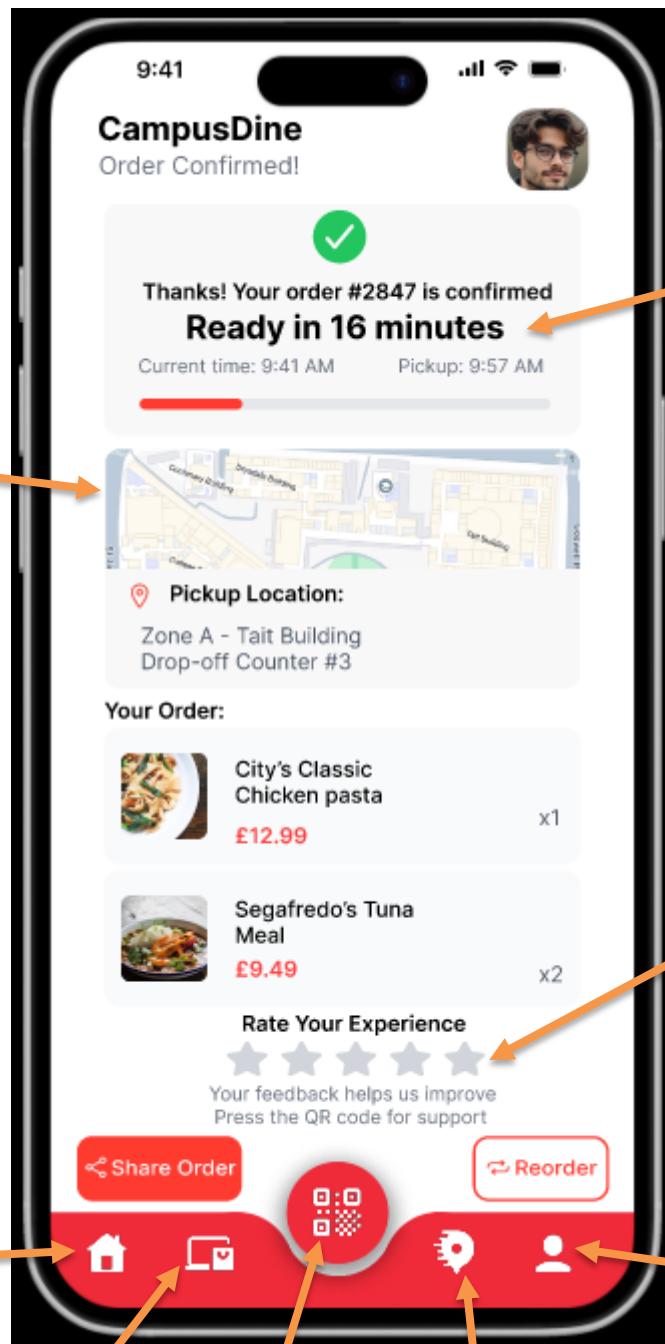 9:41
CampusDine
Order Confirmed!
Thanks! Your order #2847 is confirmed
Ready in 16 minutes
Current time: 9:41 AM Pickup: 9:57 AM
Tait Building
Pickup Location:
Zone A - Tait Building
Drop-off Counter #3
Your Order:
City's Classic
Chicken pasta
x1
£12.99
Segafredo's Tuna
Meal
£9.49
x2
Rate Your Experience
Your feedback helps us improve
Press the QR code for support
Share Order
Reorder